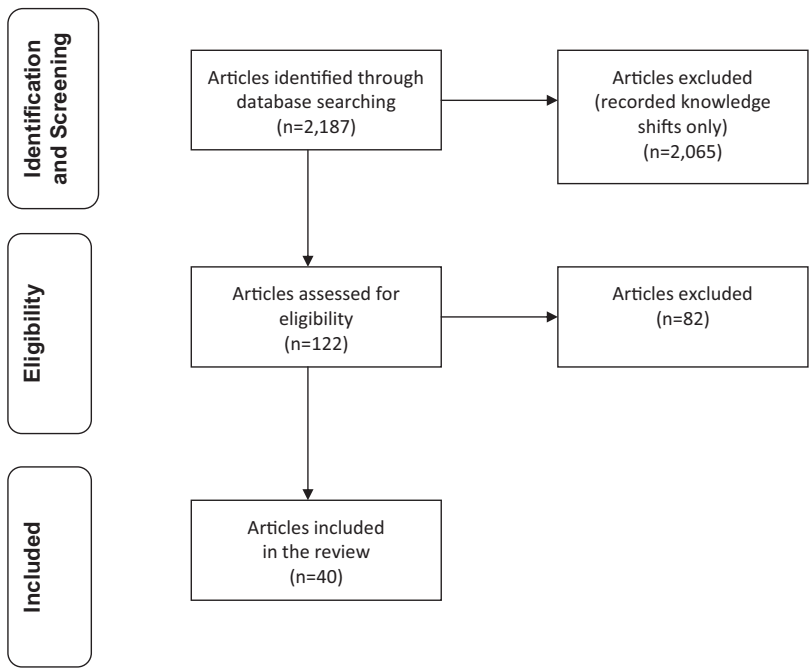 Identification
and Screening
Articles identified through
database searching
(n=2,187)
Articles excluded
(recorded knowledge
shifts only)
(n=2,065)
Eligibility
Articles assessed for
eligibility
(n=122)
Articles excluded
(n=82)
Included
Articles included
in the review
(n=40)